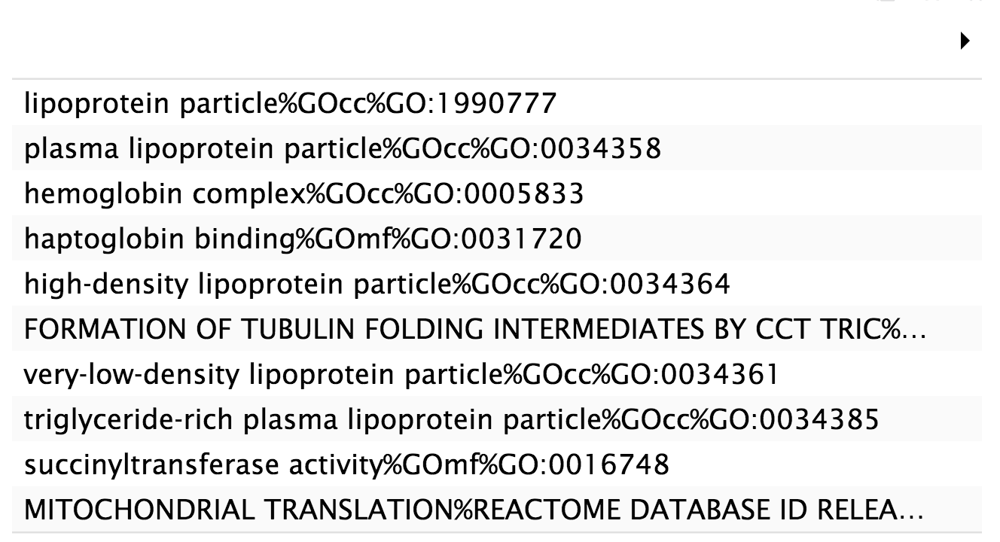 lipoprotein particle%GOcc%GO:1990777
plasma lipoprotein particle%GOcc%GO:0034358
hemoglobin complex%GOcc%GO:0005833
haptoglobin binding%GOmf%GO:0031720
high-density lipoprotein particle%GOcc%GO:0034364
FORMATION OF TUBULIN FOLDING INTERMEDIATES BY CCT TRIC%...
very-low-density lipoprotein particle%GOcc%GO:0034361
triglyceride-rich plasma lipoprotein particle%GOcc%GO:0034385
succinyltransferase activity%GOmf%GO:0016748
MITOCHONDRIAL TRANSLATION%REACTOME DATABASE ID RELEA...